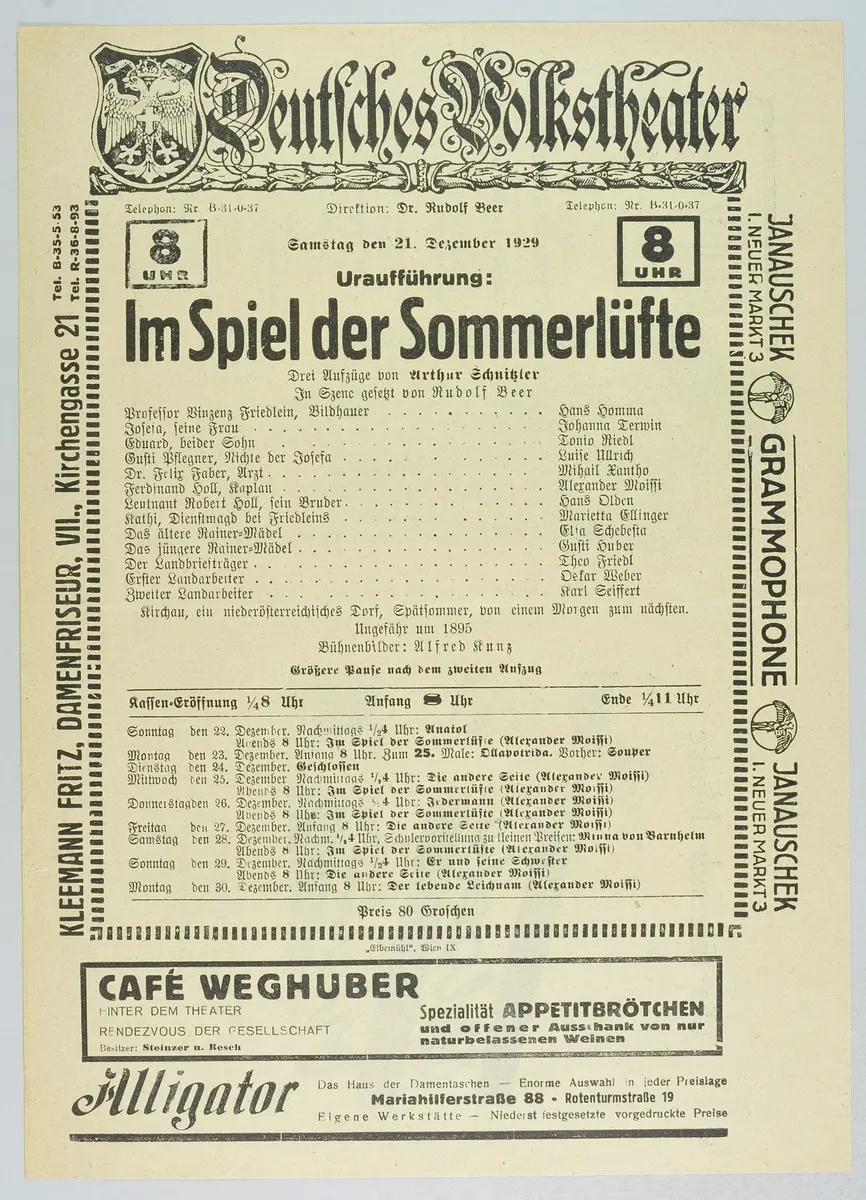 Deutsches Volkstheater
Telephon: Nr. B-31-0-37 Direktion: Dr. Rudolf Beer Telephon: Nr. B-31-0-37
8 UHR
Samstag den 21. Dezember 1929
8 UHR
Uraufführung:
Im Spiel der Sommerlüfte
Drei Aufzüge von Arthur Schnitzler
In Szene gesetzt von Rudolf Beer
Professor Vinzenz Friedlein, Bildhauer . . . . . . . . . Hans Homma
Josefa, seine Frau . . . . . . . . . Johanna Terwin
Eduard, beider Sohn . . . . . . . . . Tonio Riedl
Gusti Pflegner, Nichte der Josefa . . . . . . . . . Luise Ullrich
Dr. Felix Faber, Arzt . . . . . . . . . Mihail Xantho
Ferdinand Holl, Kaplan . . . . . . . . . Alexander Moissi
Leutnant Robert Holl, sein Bruder . . . . . . . . . Hans Olden
Kathi, Dienstmagd bei Friedleins . . . . . . . . . Marietta Ellinger
Das ältere Rainer-Mädel . . . . . . . . . Elia Schebesta
Das jüngere Rainer-Mädel . . . . . . . . . Gusti Huber
Der Landbriefträger . . . . . . . . . Theo Friedl
Erster Landarbeiter . . . . . . . . . Oskar Weber
Zweiter Landarbeiter . . . . . . . . . Karl Seiffert
Kirchau, ein niederösterreichisches Dorf, Spätsommer, von einem Morgen zum nächsten.
Ungefähr um 1895
Bühnenbilder: Alfred Kunz
Größere Pause nach dem zweiten Aufzug
Kassen-Eröffnung ¼8 Uhr Anfang 8 Uhr Ende ¼11 Uhr
Sonntag den 22. Dezember. Nachmittags ½4 Uhr: Anatol
Abends 8 Uhr: Im Spiel der Sommerlüfte (Alexander Moissi)
Montag den 23. Dezember. Anfang 8 Uhr. Zum 25. Male: Ollapotrida. Vorher: Souper
Dienstag den 24. Dezember. Geschlossen
Mittwoch den 25. Dezember Nachmittags ½4 Uhr: Die andere Seite (Alexander Moissi)
Abends 8 Uhr: Im Spiel der Sommerlüfte (Alexander Moissi)
Donnerstag den 26. Dezember. Nachmittags ½4 Uhr: Jedermann (Alexander Moissi)
Abends 8 Uhr: Im Spiel der Sommerlüfte (Alexander Moissi)
Freitag den 27. Dezember. Anfang 8 Uhr: Die andere Seite (Alexander Moissi)
Samstag den 28. Dezember. Nachm. ½4 Uhr, Schülervorstellung zu kleinen Preisen: Minna von Barnhelm
Abends 8 Uhr: Im Spiel der Sommerlüfte (Alexander Moissi)
Sonntag den 29. Dezember. Nachmittags ½4 Uhr: Er und seine Schwester
Abends 8 Uhr: Die andere Seite (Alexander Moissi)
Montag den 30. Dezember. Anfang 8 Uhr: Der lebende Leichnam (Alexander Moissi)
Preis 80 Groschen
„Elbemühl“, Wien IX.
KLEEMANN FRITZ, DAMENFRISEUR, VII., Kirchengasse 21 Tel. B-35-5-53
Tel. R-36-8-93
JANAUSCHEK
I. NEUER MARKT 3
GRAMMOPHONE
JANAUSCHEK
I. NEUER MARKT 3
CAFÉ WEGHUBER
HINTER DEM THEATER
RENDEZVOUS DER GESELLSCHAFT
Besitzer: Steinzer u. Resch
Spezialität APPETITBRÖTCHEN
und offener Ausschank von nur
naturbelassenen Weinen
Alligator
Das Haus der Damentaschen — Enorme Auswahl in jeder Preislage
Mariahilferstraße 88 • Rotenturmstraße 19
Eigene Werkstätte — Niederst festgesetzte vorgedruckte Preise